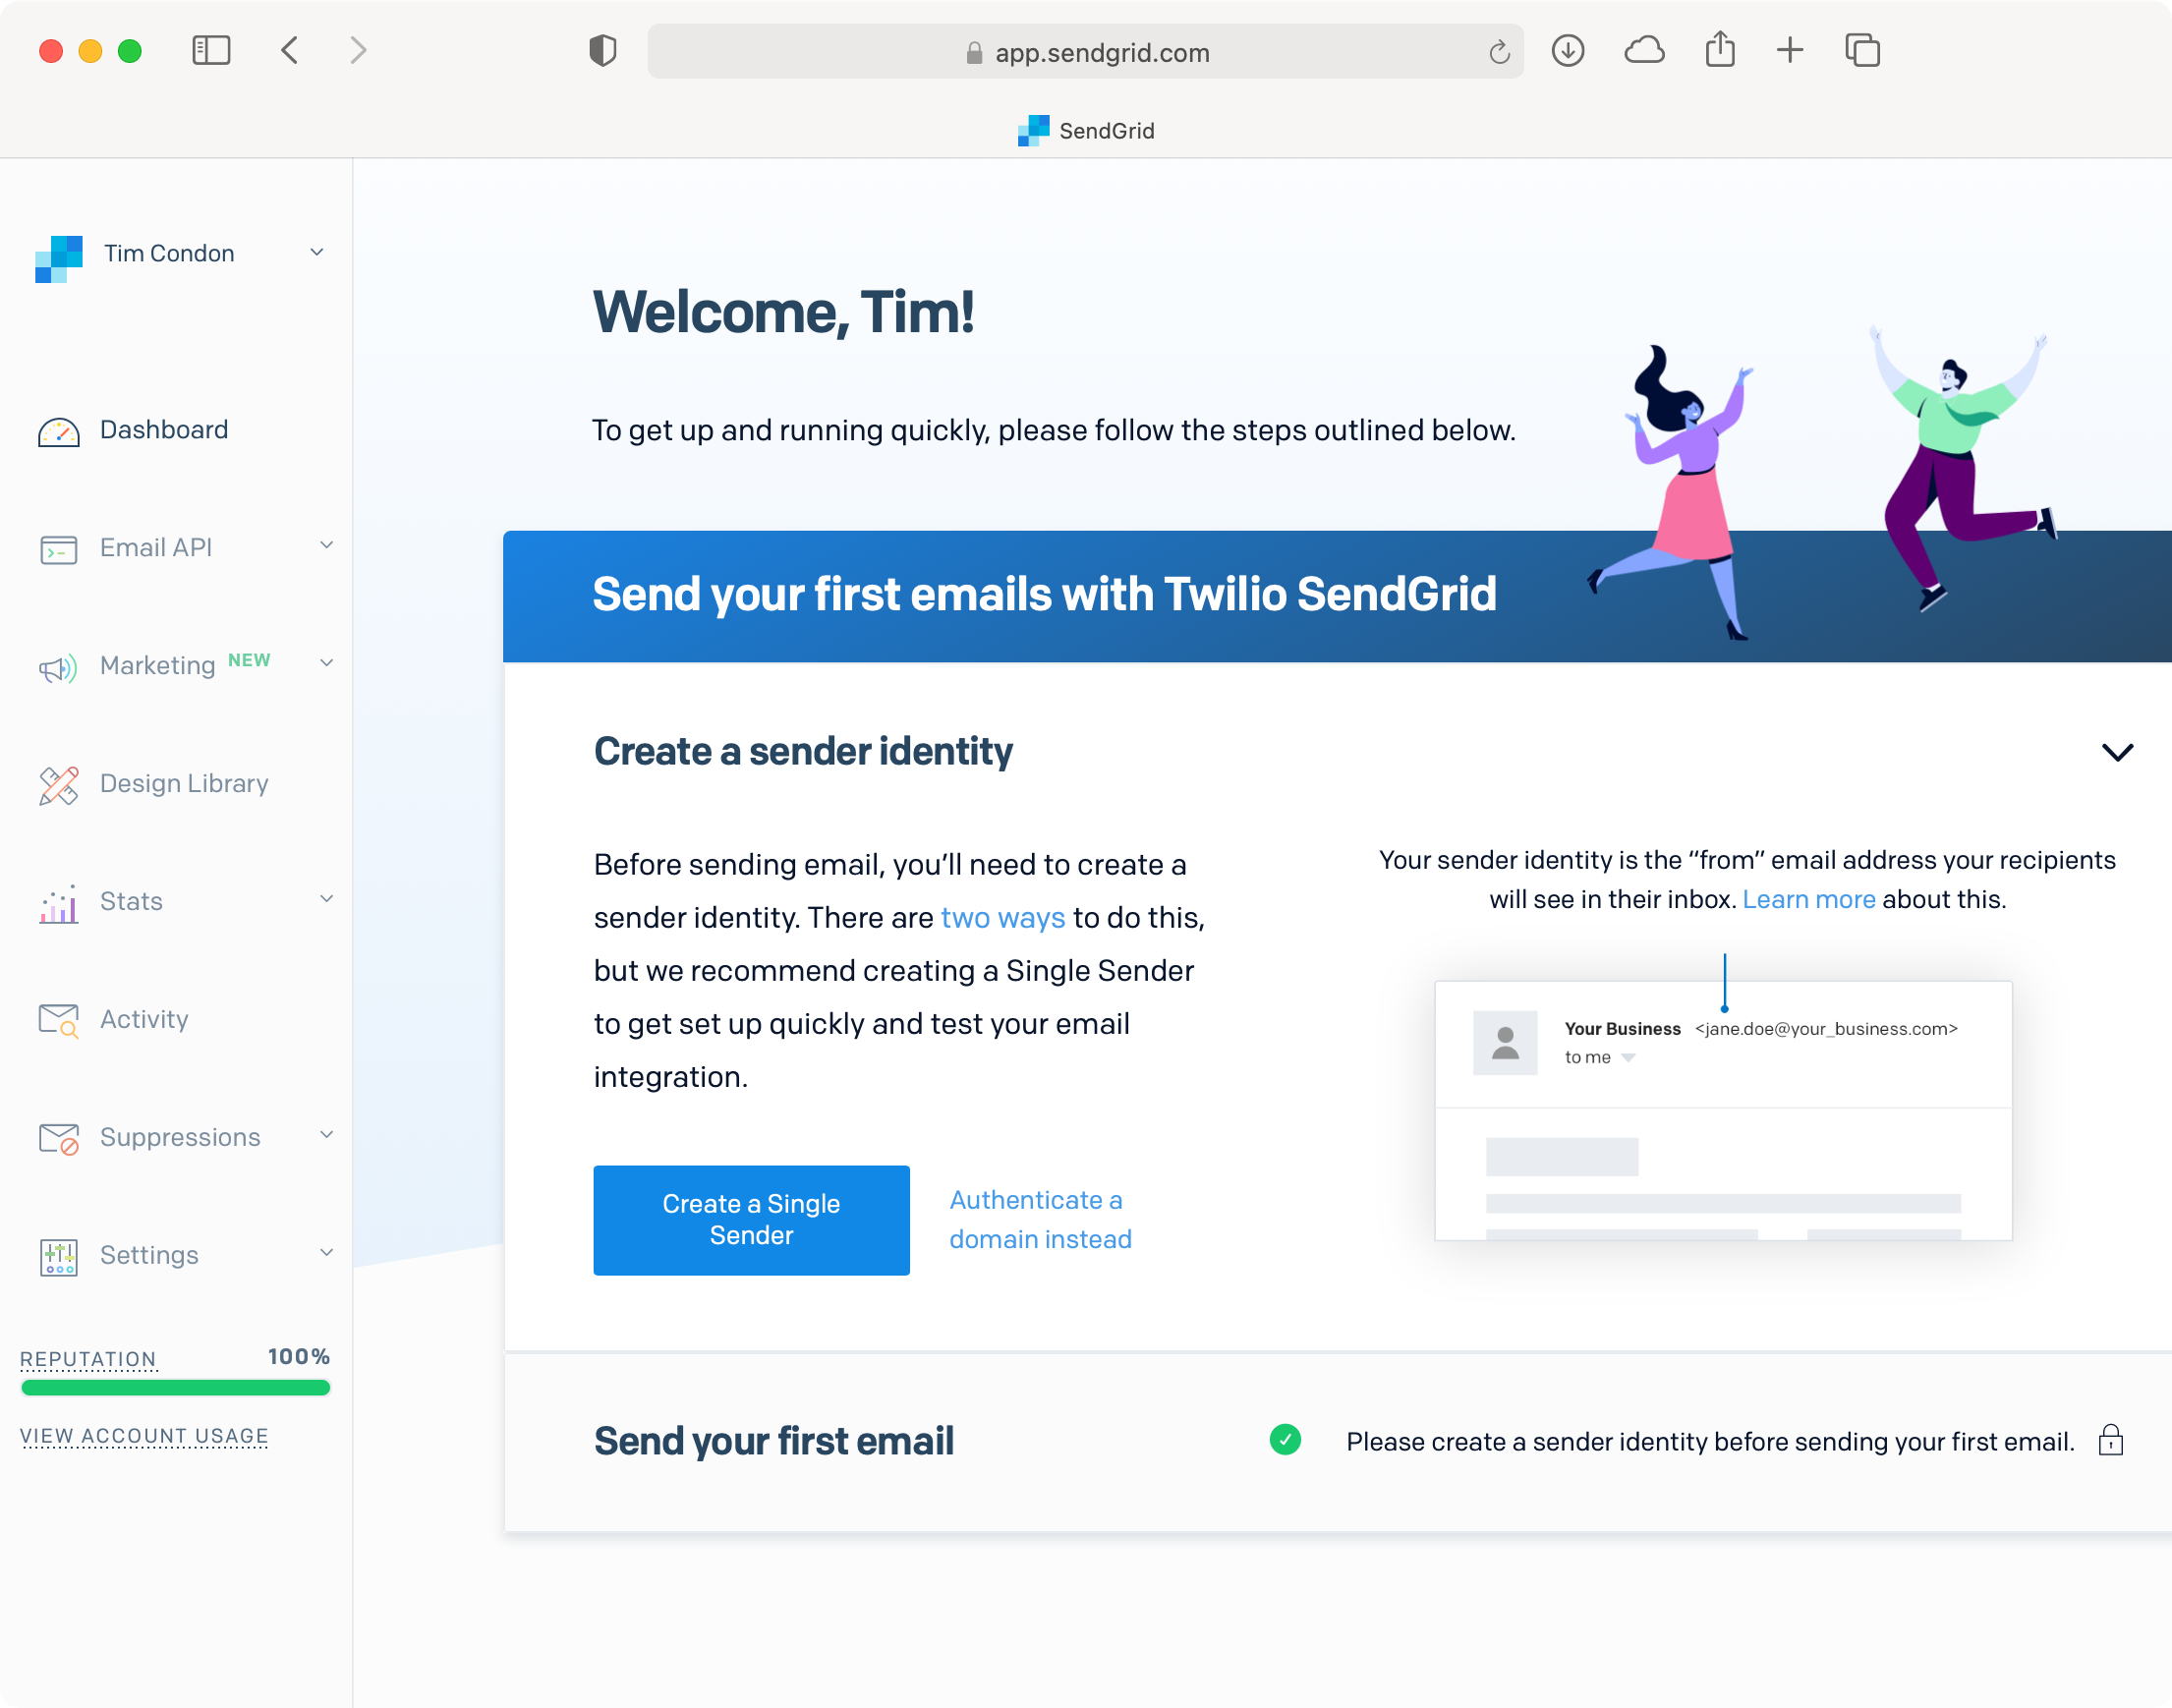 app.sendgrid.com
SendGrid
Tim Condon
Dashboard
Email API
Marketing NEW
Design Library
Stats
Activity
Suppressions
Settings
REPUTATION 100%
VIEW ACCOUNT USAGE
Welcome, Tim!
To get up and running quickly, please follow the steps outlined below.
Send your first emails with Twilio SendGrid
Create a sender identity
Before sending email, you’ll need to create a
sender identity. There are two ways to do this,
but we recommend creating a Single Sender
to get set up quickly and test your email
integration.
Create a Single
Sender
Authenticate a
domain instead
Your sender identity is the “from” email address your recipients
will see in their inbox. Learn more about this.
Your Business <jane.doe@your_business.com>
to me
Send your first email
Please create a sender identity before sending your first email.